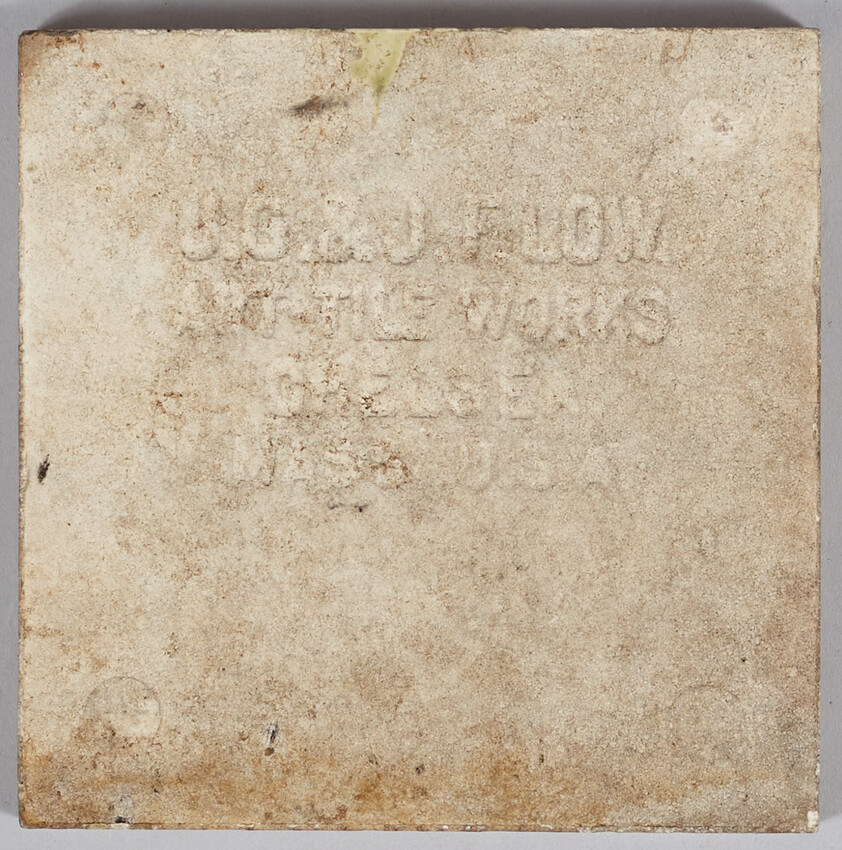 J.G. & J.F. LOW
ART TILE WORKS
CHELSEA
MASS. U.S.A.